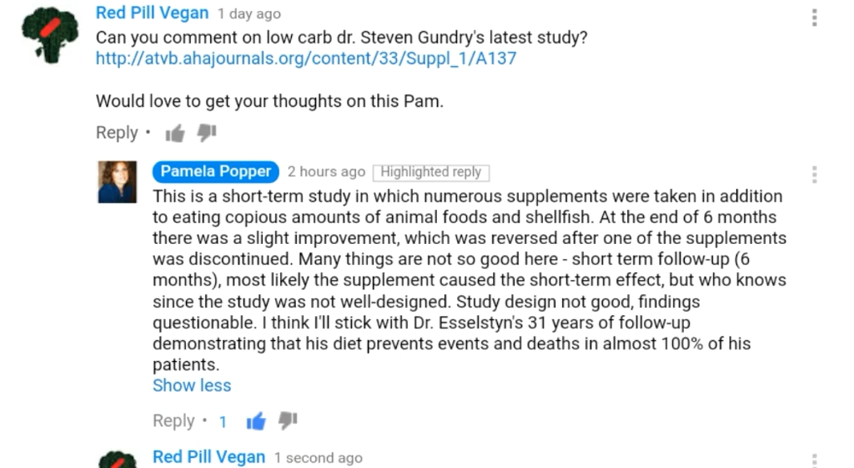 Red Pill Vegan 1 day ago
Can you comment on low carb dr. Steven Gundry's latest study?
http://atvb.ahajournals.org/content/33/Suppl_1/A137
Would love to get your thoughts on this Pam.
Reply •
Pamela Popper 2 hours ago Highlighted reply
This is a short-term study in which numerous supplements were taken in addition
to eating copious amounts of animal foods and shellfish. At the end of 6 months
there was a slight improvement, which was reversed after one of the supplements
was discontinued. Many things are not so good here - short term follow-up (6
months), most likely the supplement caused the short-term effect, but who knows
since the study was not well-designed. Study design not good, findings
questionable. I think I'll stick with Dr. Esselstyn's 31 years of follow-up
demonstrating that his diet prevents events and deaths in almost 100% of his
patients.
Show less
Reply • 1
Red Pill Vegan 1 second ago